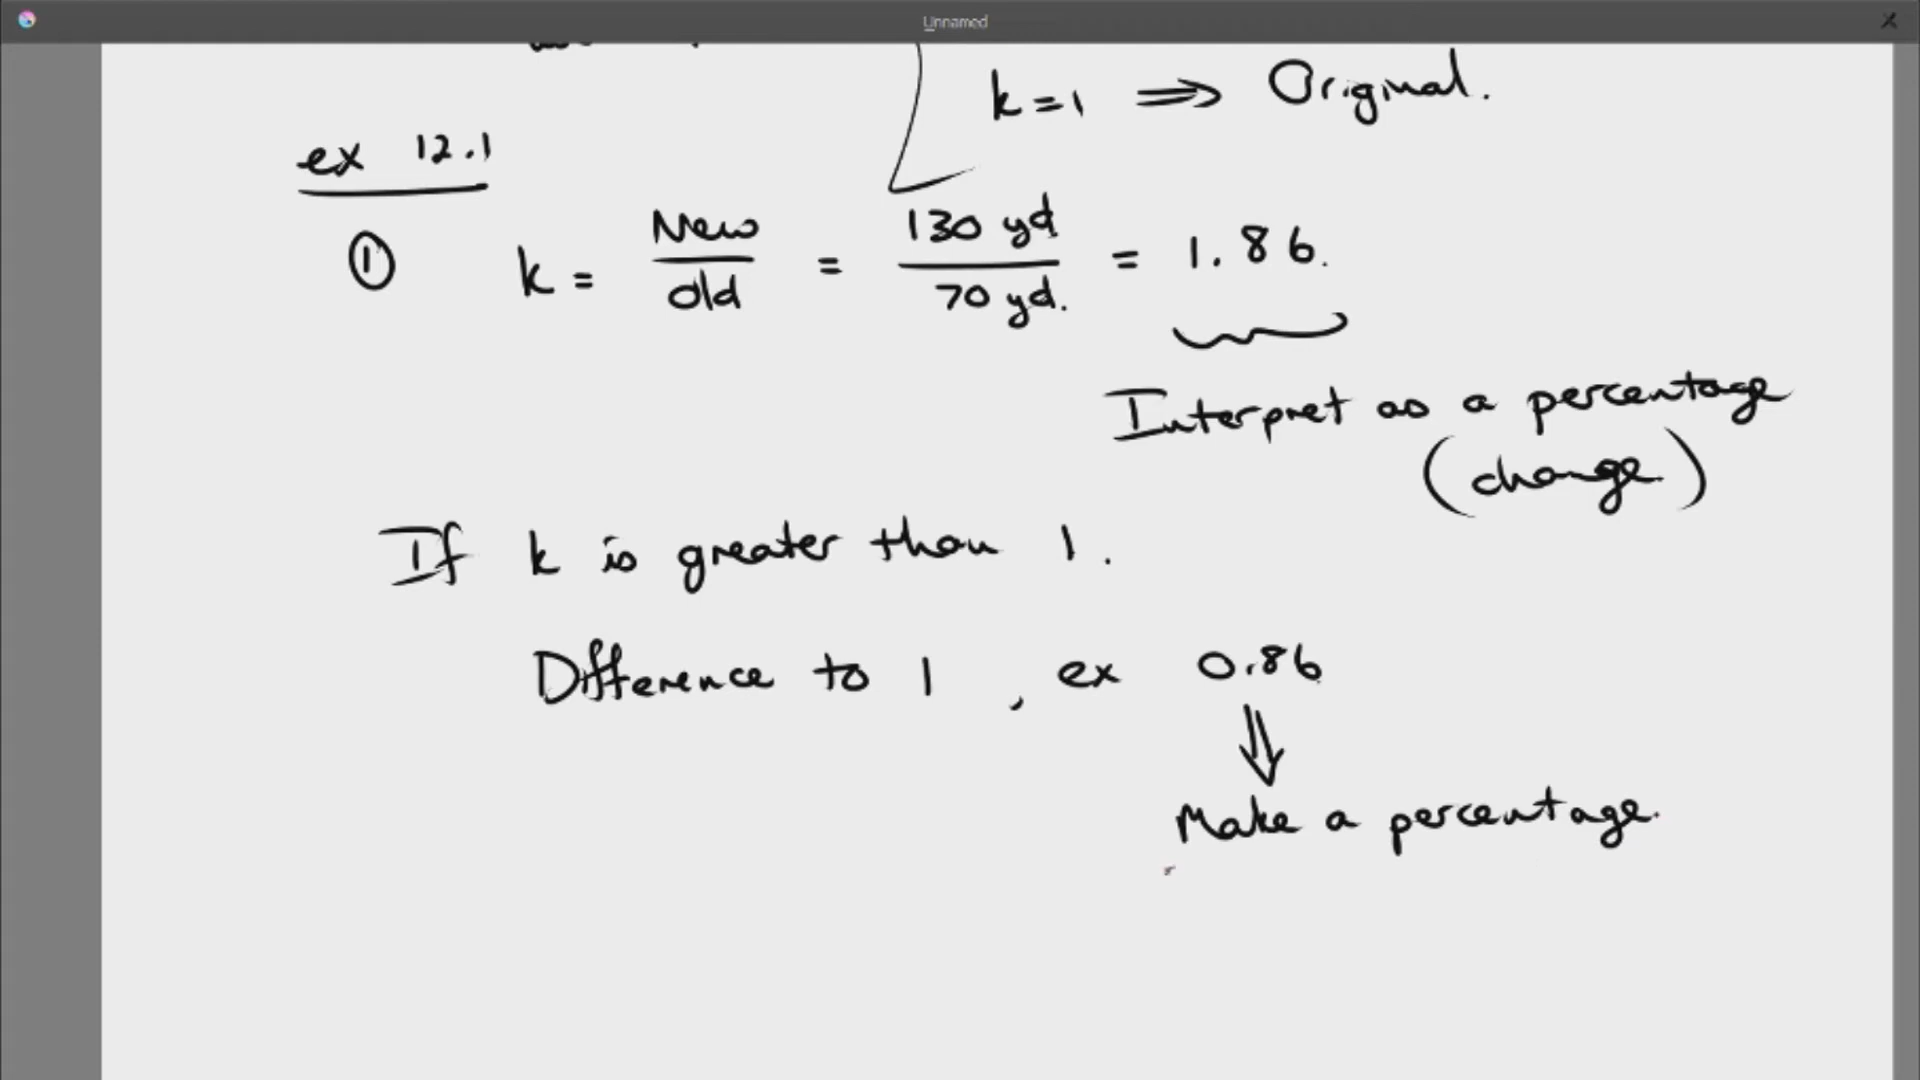 Unnamed
k=1 ⇒ Original.
ex 12.1
① k = New/old = 130 yd/70 yd. = 1.86.
Interpret as a percentage
(change)
If k is greater than 1.
Difference to 1, ex 0.86
⇓
Make a percentage.